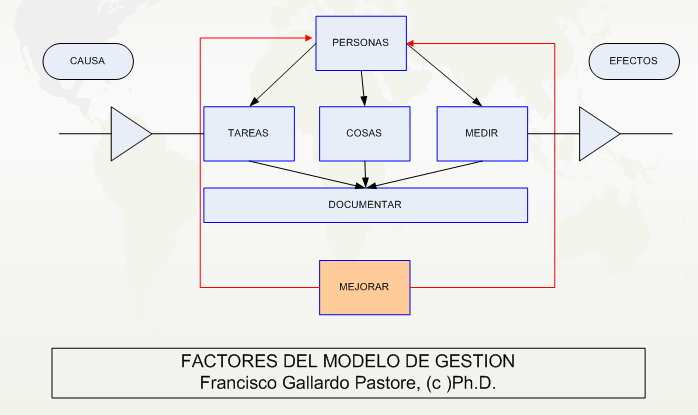 PERSONAS
CAUSA
EFECTOS
TAREAS
COSAS
MEDIR
DOCUMENTAR
MEJORAR
FACTORES DEL MODELO DE GESTION
Francisco Gallardo Pastore, (c )Ph.D.